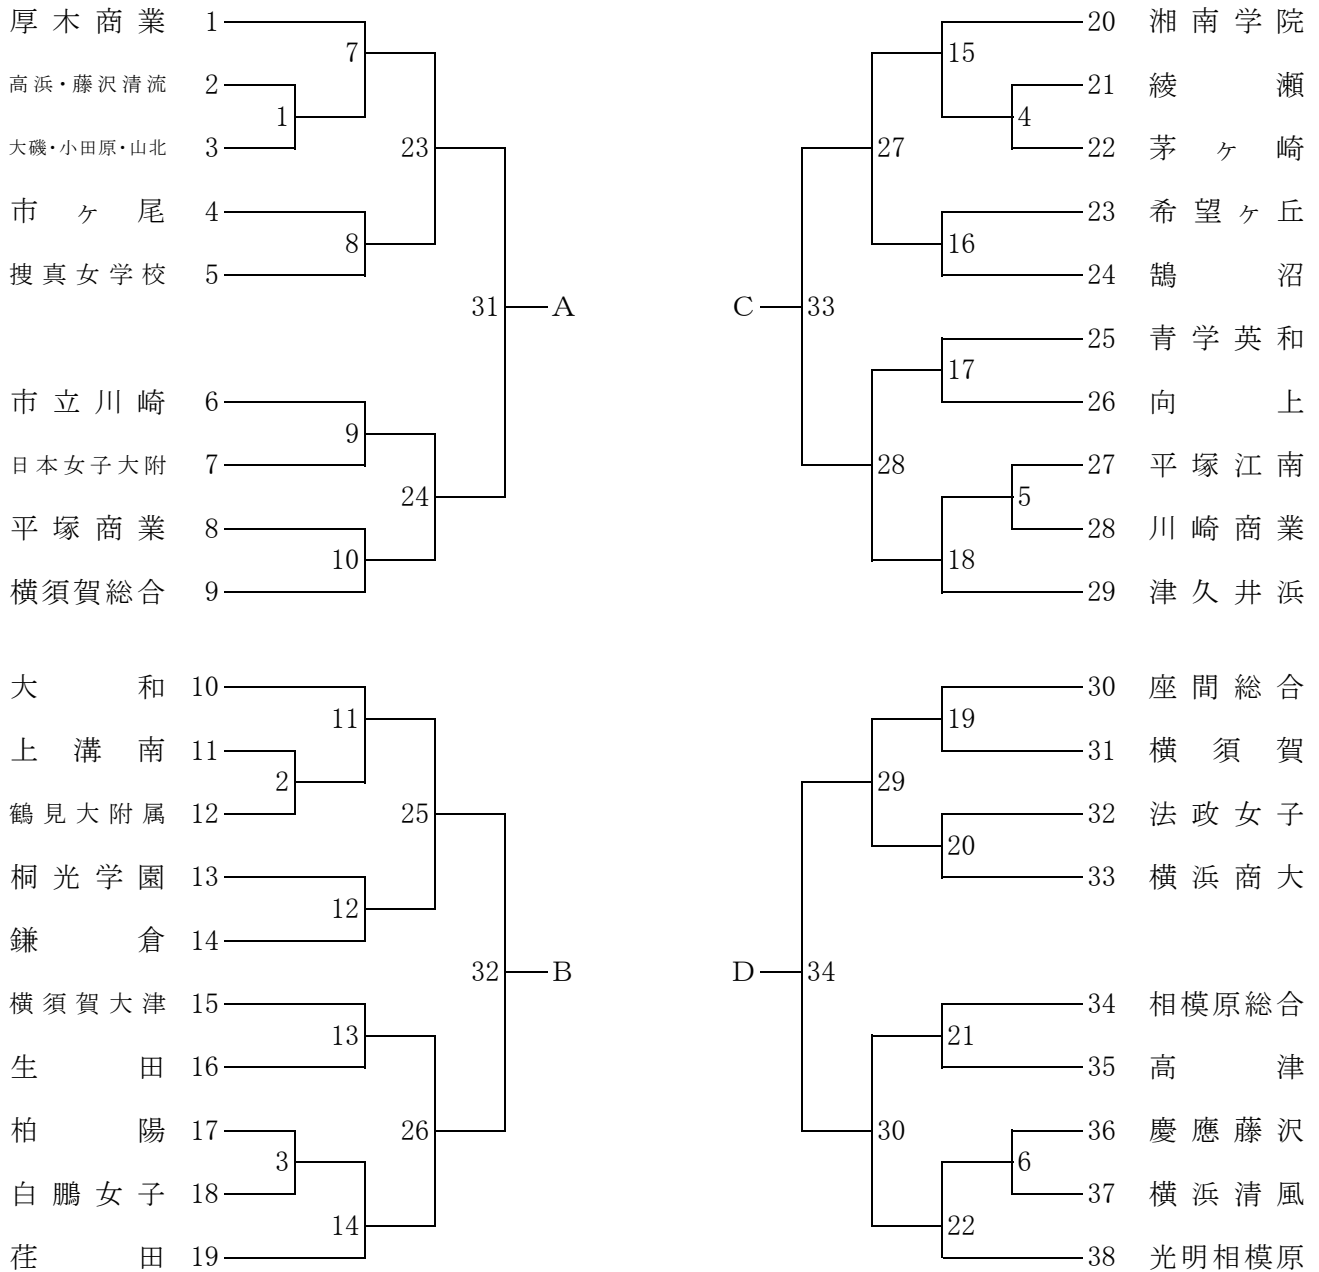 厚木商業 1
7
高浜・藤沢清流 2
1
大磯・小田原・山北 3
23
市ヶ尾 4
8
捜真女学校 5
31 A
市立川崎 6
9
日本女子大附 7
24
平塚商業 8
10
横須賀総合 9
大和 10
11
上溝南 11
2
鶴見大附属 12
25
桐光学園 13
12
鎌倉 14
32 B
横須賀大津 15
13
生田 16
柏陽 17
26
3
白鵬女子 18
14
荏田 19
20 湘南学院
15
21 綾瀬
4
22 茅ヶ崎
27
23 希望ヶ丘
16
24 鵠沼
C 33
25 青学英和
17
26 向上
27 平塚江南
28
5
28 川崎商業
18
29 津久井浜
30 座間総合
19
31 横須賀
29
32 法政女子
20
33 横浜商大
D 34
34 相模原総合
21
35 高津
36 慶應藤沢
30
6
37 横浜清風
22
38 光明相模原